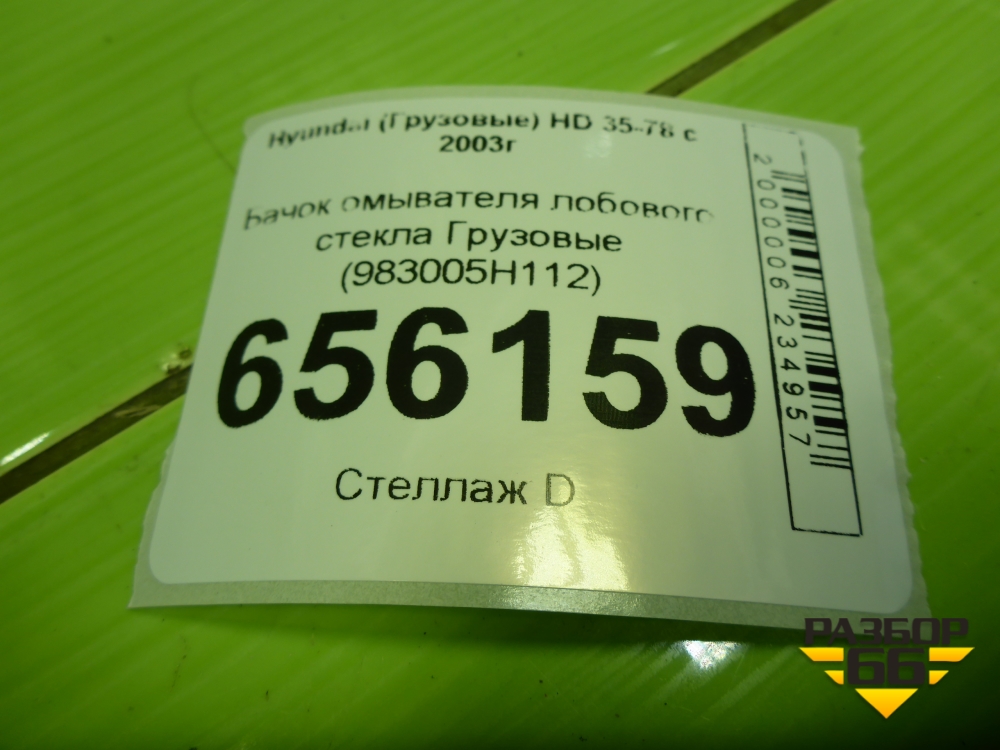 Hyundai (Грузовые) HD 35-78 с
2003г
Бачок омывателя лобового
стекла Грузовые
(983005H112)
656159
Стеллаж D
2000006234957
РАЗБОР
66